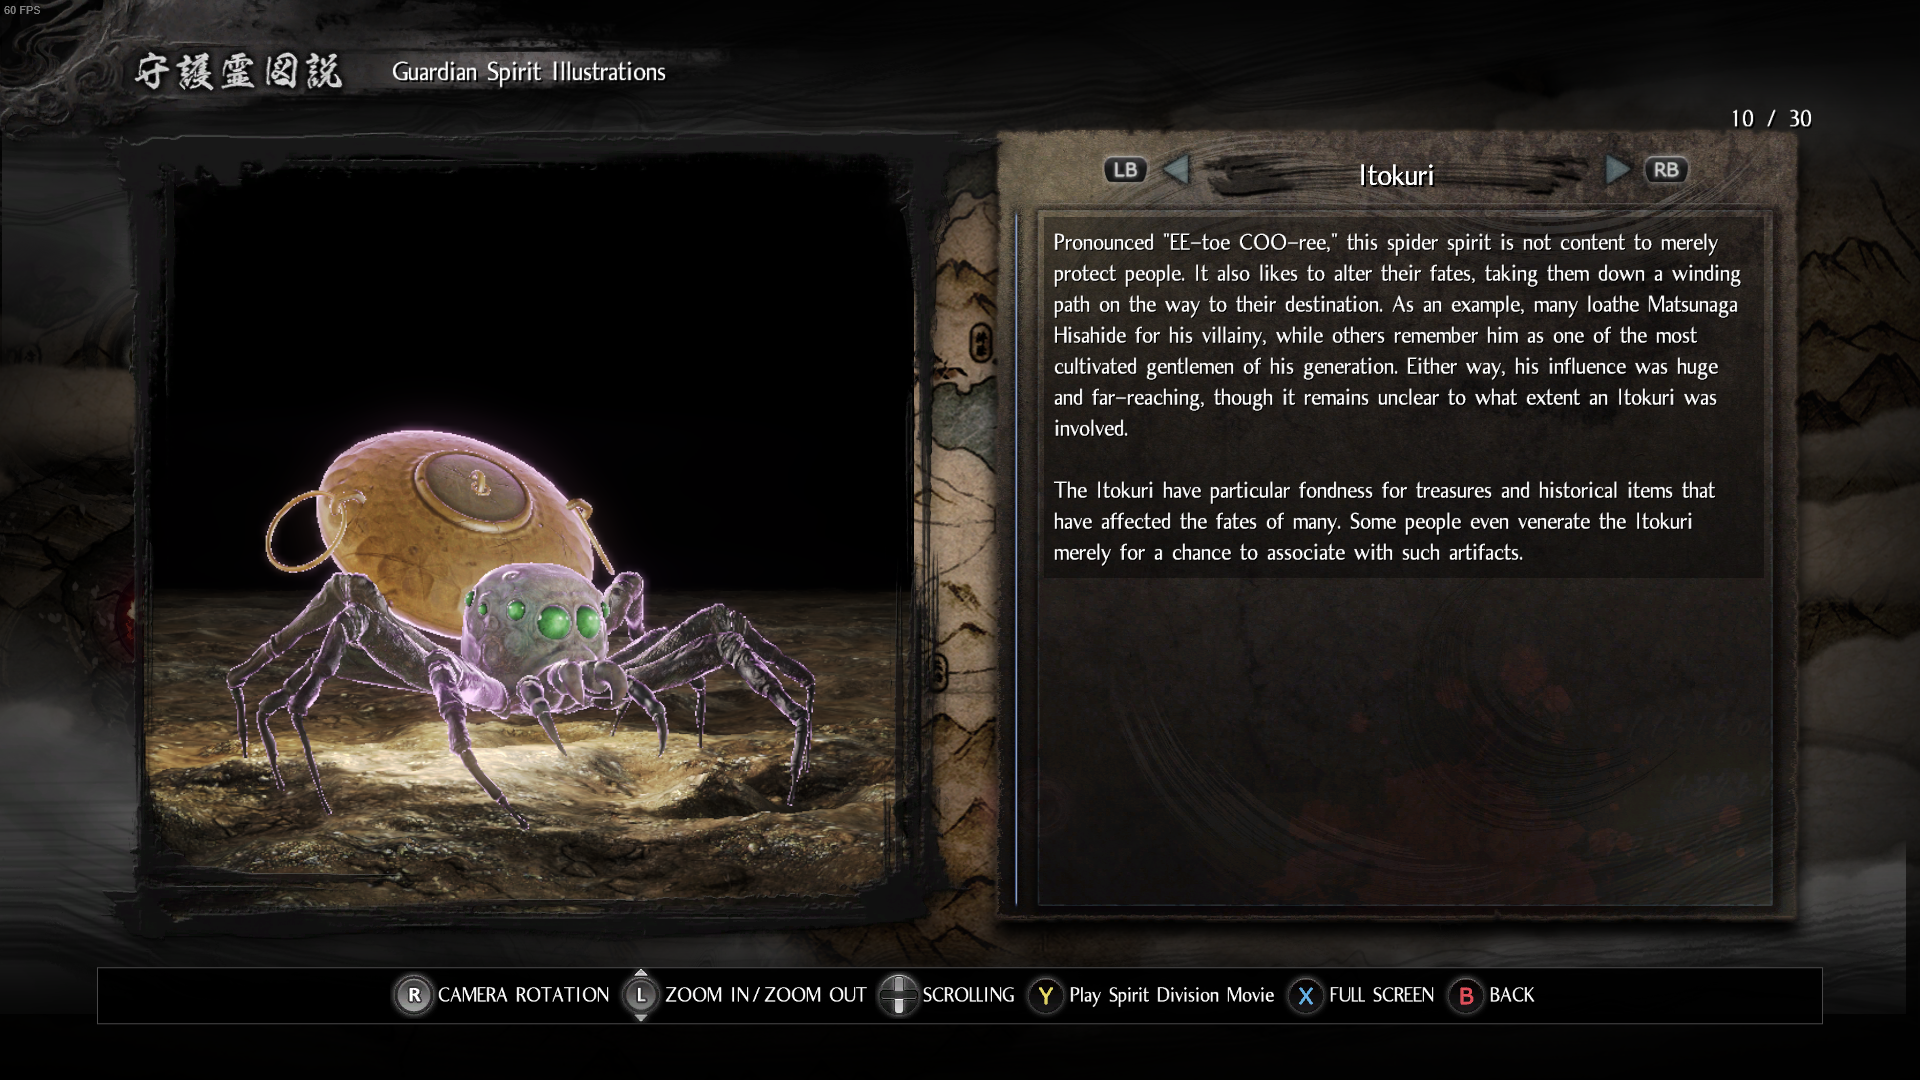 60 FPS
守護霊図説 Guardian Spirit Illustrations
10 / 30
LB Itokuri RB
Pronounced "EE-toe COO-ree," this spider spirit is not content to merely
protect people. It also likes to alter their fates, taking them down a winding
path on the way to their destination. As an example, many loathe Matsunaga
Hisahide for his villainy, while others remember him as one of the most
cultivated gentlemen of his generation. Either way, his influence was huge
and far-reaching, though it remains unclear to what extent an Itokuri was
involved.
The Itokuri have particular fondness for treasures and historical items that
have affected the fates of many. Some people even venerate the Itokuri
merely for a chance to associate with such artifacts.
R CAMERA ROTATION L ZOOM IN/ZOOM OUT SCROLLING Y Play Spirit Division Movie X FULL SCREEN B BACK